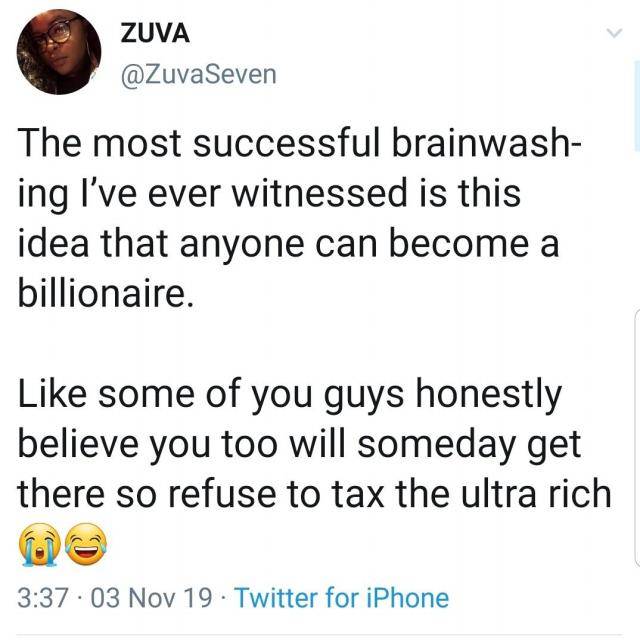 ZUVA
@ZuvaSeven
The most successful brainwash-
ing I’ve ever witnessed is this
idea that anyone can become a
billionaire.
Like some of you guys honestly
believe you too will someday get
there so refuse to tax the ultra rich
😭😂
3:37 · 03 Nov 19 · Twitter for iPhone